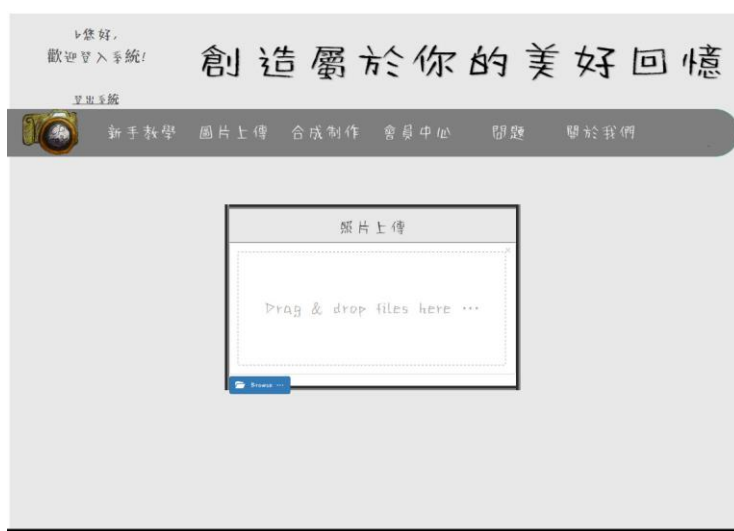 b您好,
歡迎登入系統!
登出系統
創造屬於你的美好回憶
新手教學 圖片上傳 合成制作 會員中心 問題 關於我們
照片上傳
Drag & drop files here …
Browse …